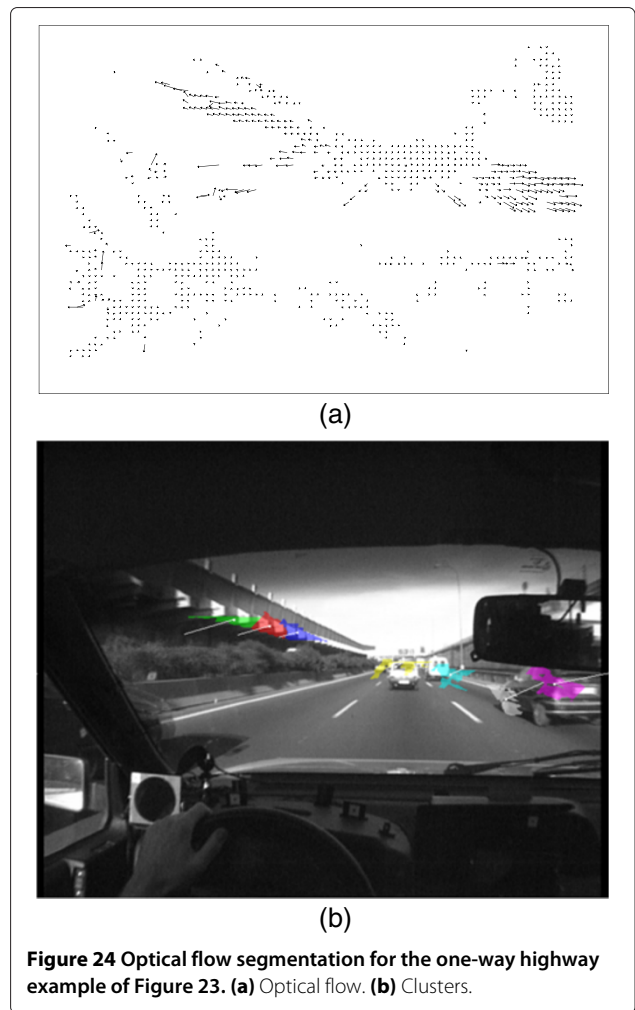 (a)
(b)
Figure 24 Optical flow segmentation for the one-way highway
example of Figure 23. (a) Optical flow. (b) Clusters.